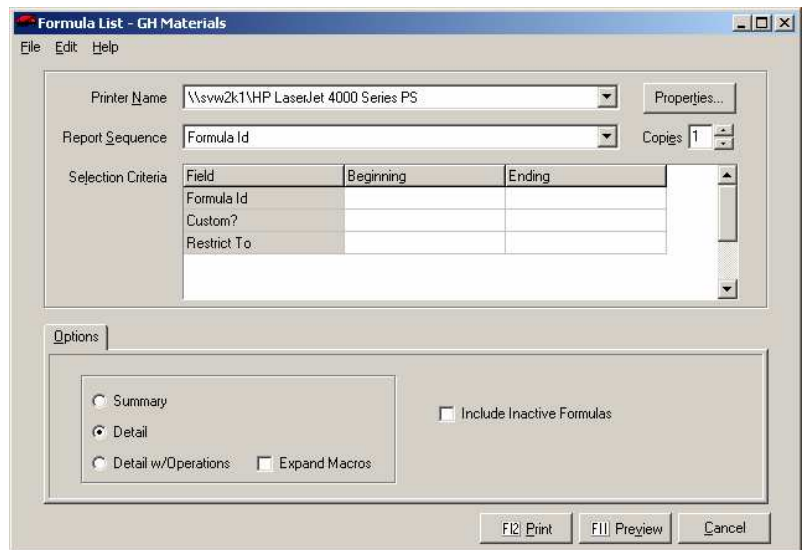 Formula List - GH Materials
File Edit Help
Printer Name \\svw2k1\HP LaserJet 4000 Series PS Properties...
Report Sequence Formula Id Copies 1
Selection Criteria Field Beginning Ending
Formula Id
Custom?
Restrict To
Options
Summary
Detail
Detail w/Operations Expand Macros
Include Inactive Formulas
F12 Print F11 Preview Cancel